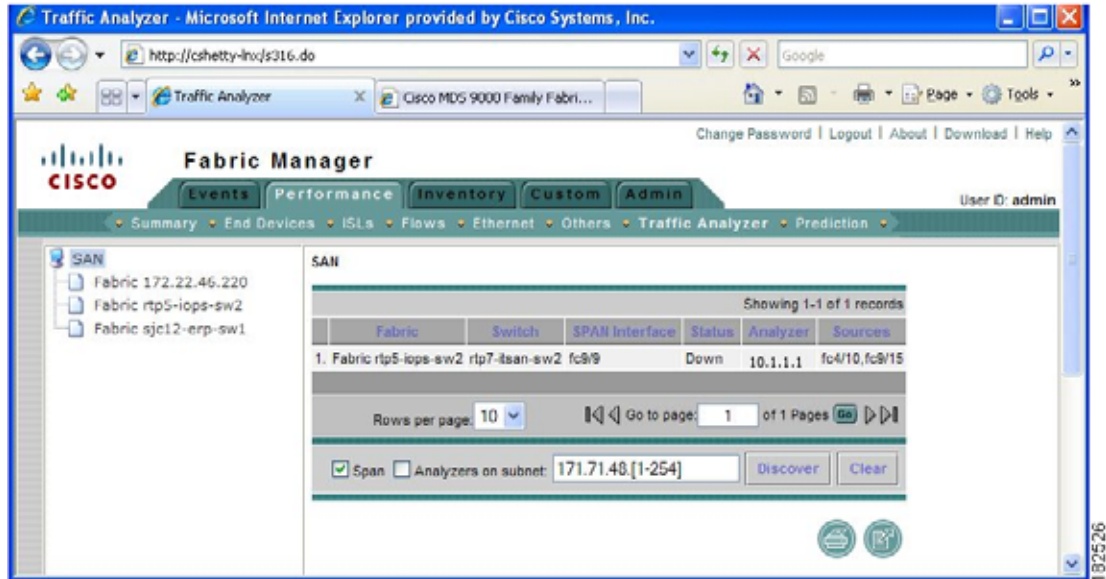 Traffic Analyzer - Microsoft Internet Explorer provided by Cisco Systems, Inc.
http://cshetty-lnx/s316.do
Google
Traffic Analyzer
Cisco MDS 9000 Family Fabri...
Page
Tools
Change Password | Logout | About | Download | Help
CISCO
Fabric Manager
Events Performance Inventory Custom Admin
User ID: admin
Summary End Devices ISLs Flows Ethernet Others Traffic Analyzer Prediction
SAN
Fabric 172.22.46.220
Fabric rtp5-iops-sw2
Fabric sjc12-erp-sw1
SAN
Showing 1-1 of 1 records
Fabric Switch SPAN Interface Status Analyzer Sources
1. Fabric rtp5-iops-sw2 rtp7-itsan-sw2 fc9/9 Down 10.1.1.1 fc4/10,fc9/15
Rows per page: 10 Go to page: 1 of 1 Pages Go
Span Analyzers on subnet: 171.71.48.[1-254] Discover Clear
182526